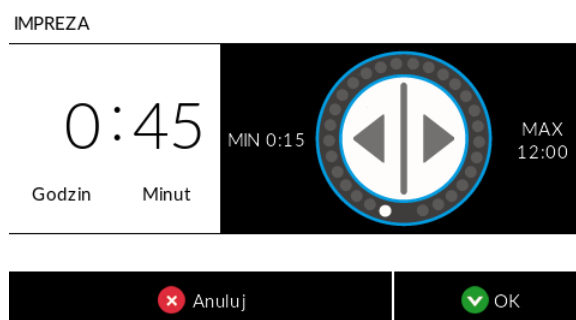 IMPREZA
0:45
Godzin Minut
MIN 0:15
MAX
12:00
Anuluj
OK